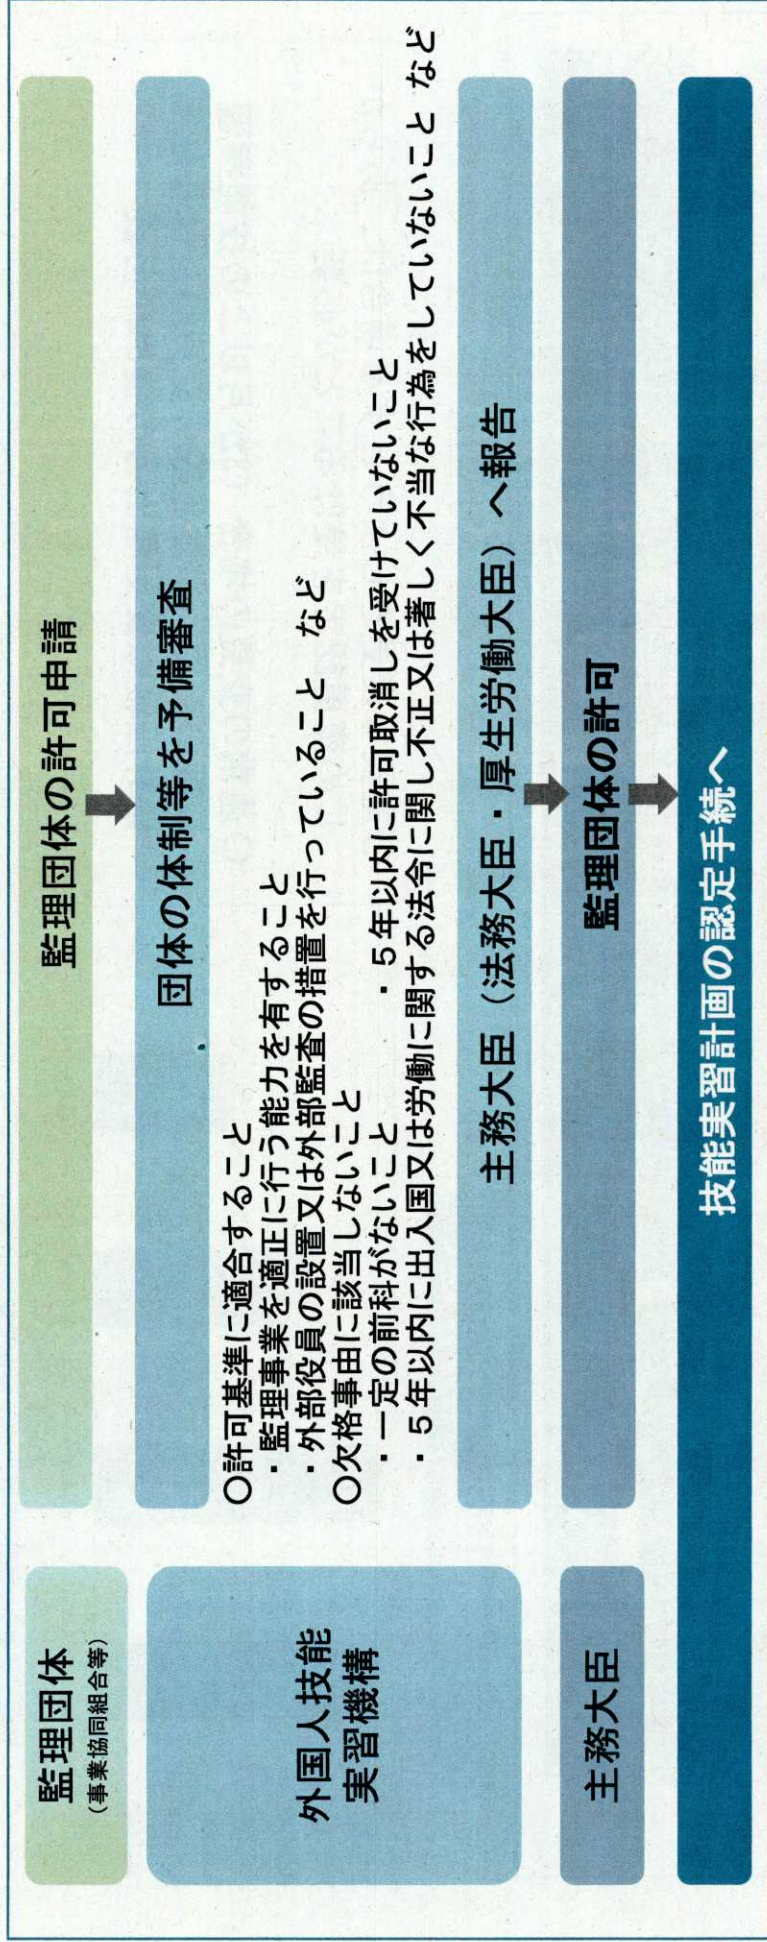 監理団体
（事業協同組合等）
監理団体の許可申請
外国人技能
実習機構
団体の体制等を予備審査
○許可基準に適合すること
・監理事業を適正に行う能力を有すること
・外部役員の設置又は外部監査の措置を行っていること など
○欠格事由に該当しないこと
・一定の前科がないこと ・５年以内に許可取消しを受けていないこと
・５年以内に出入国又は労働に関する法令に関し不正又は著しく不当な行為をしていないこと など
主務大臣（法務大臣・厚生労働大臣）へ報告
主務大臣
監理団体の許可
技能実習計画の認定手続へ